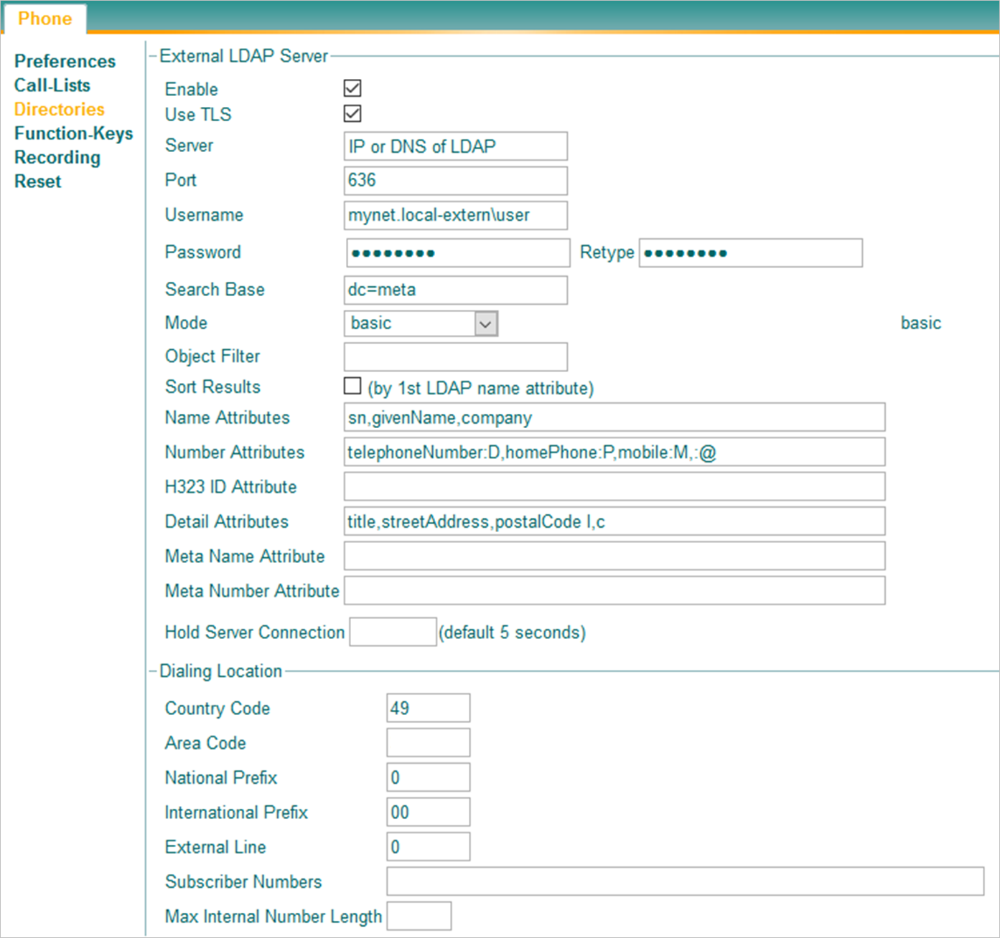 Phone
Preferences
Call-Lists
Directories
Function-Keys
Recording
Reset
External LDAP Server
Enable
Use TLS
Server IP or DNS of LDAP
Port 636
Username mynet.local-extern\user
Password •••••••• Retype ••••••••
Search Base dc=meta
Mode basic basic
Object Filter
Sort Results (by 1st LDAP name attribute)
Name Attributes sn,givenName,company
Number Attributes telephoneNumber:D,homePhone:P,mobile:M,:@
H323 ID Attribute
Detail Attributes title,streetAddress,postalCode l,c
Meta Name Attribute
Meta Number Attribute
Hold Server Connection (default 5 seconds)
Dialing Location
Country Code 49
Area Code
National Prefix 0
International Prefix 00
External Line 0
Subscriber Numbers
Max Internal Number Length